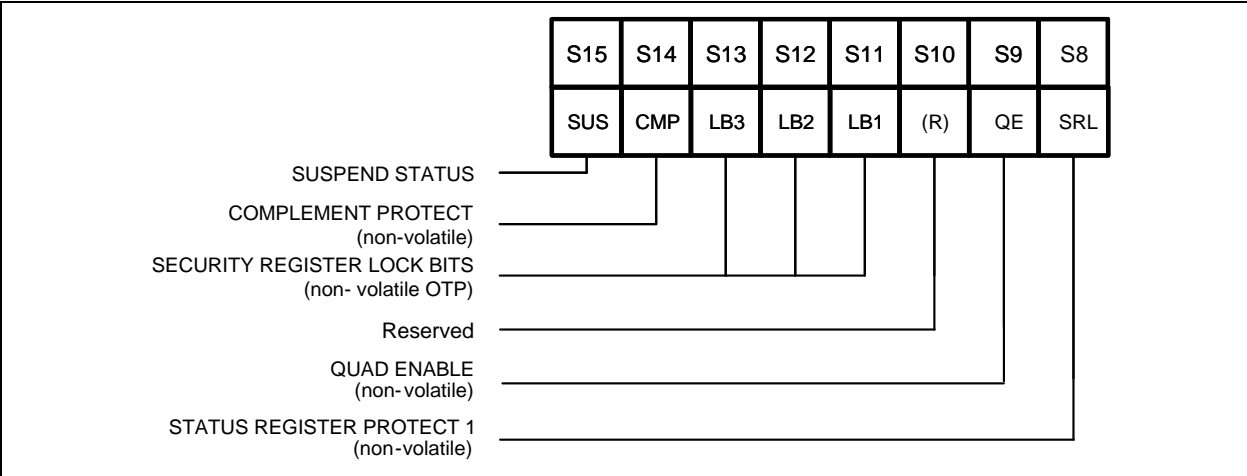 S15 S14 S13 S12 S11 S10 S9 S8
SUS CMP LB3 LB2 LB1 (R) QE SRL
SUSPEND STATUS
COMPLEMENT PROTECT
(non-volatile)
SECURITY REGISTER LOCK BITS
(non- volatile OTP)
Reserved
QUAD ENABLE
(non-volatile)
STATUS REGISTER PROTECT 1
(non-volatile)